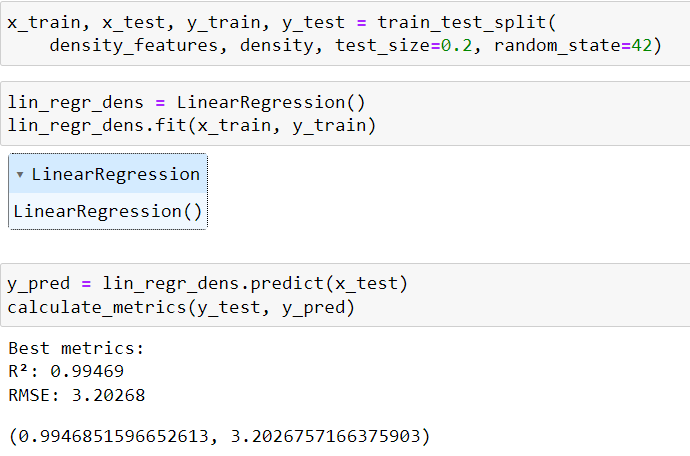 x_train, x_test, y_train, y_test = train_test_split(
    density_features, density, test_size=0.2, random_state=42)
lin_regr_dens = LinearRegression()
lin_regr_dens.fit(x_train, y_train)
▾ LinearRegression
LinearRegression()
y_pred = lin_regr_dens.predict(x_test)
calculate_metrics(y_test, y_pred)
Best metrics:
R²: 0.99469
RMSE: 3.20268
(0.9946851596652613, 3.2026757166375903)